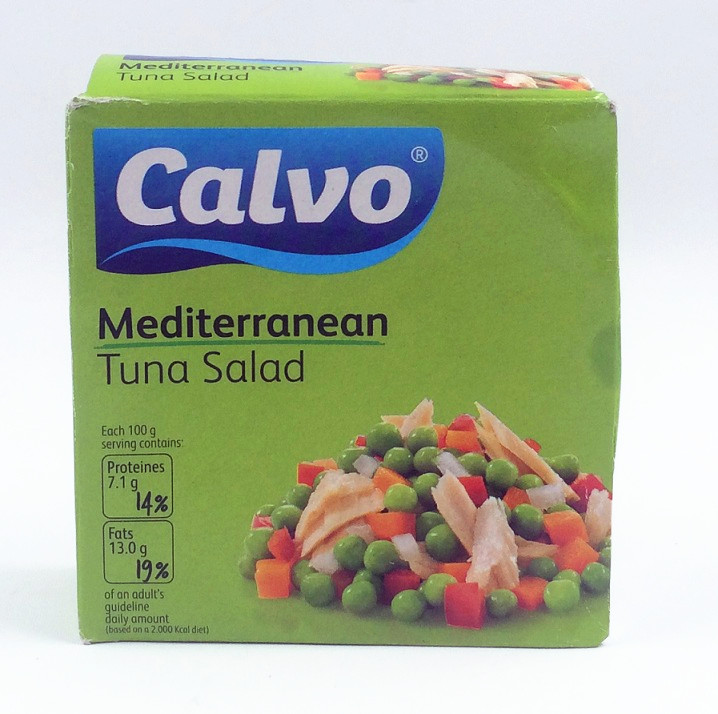 Mediterranean
Tuna Salad
Calvo®
Mediterranean
Tuna Salad
Each 100 g
serving contains:
Proteines
7.1 g
14%
Fats
13.0 g
19%
of an adult's
guideline
daily amount
(based on a 2.000 Kcal diet)